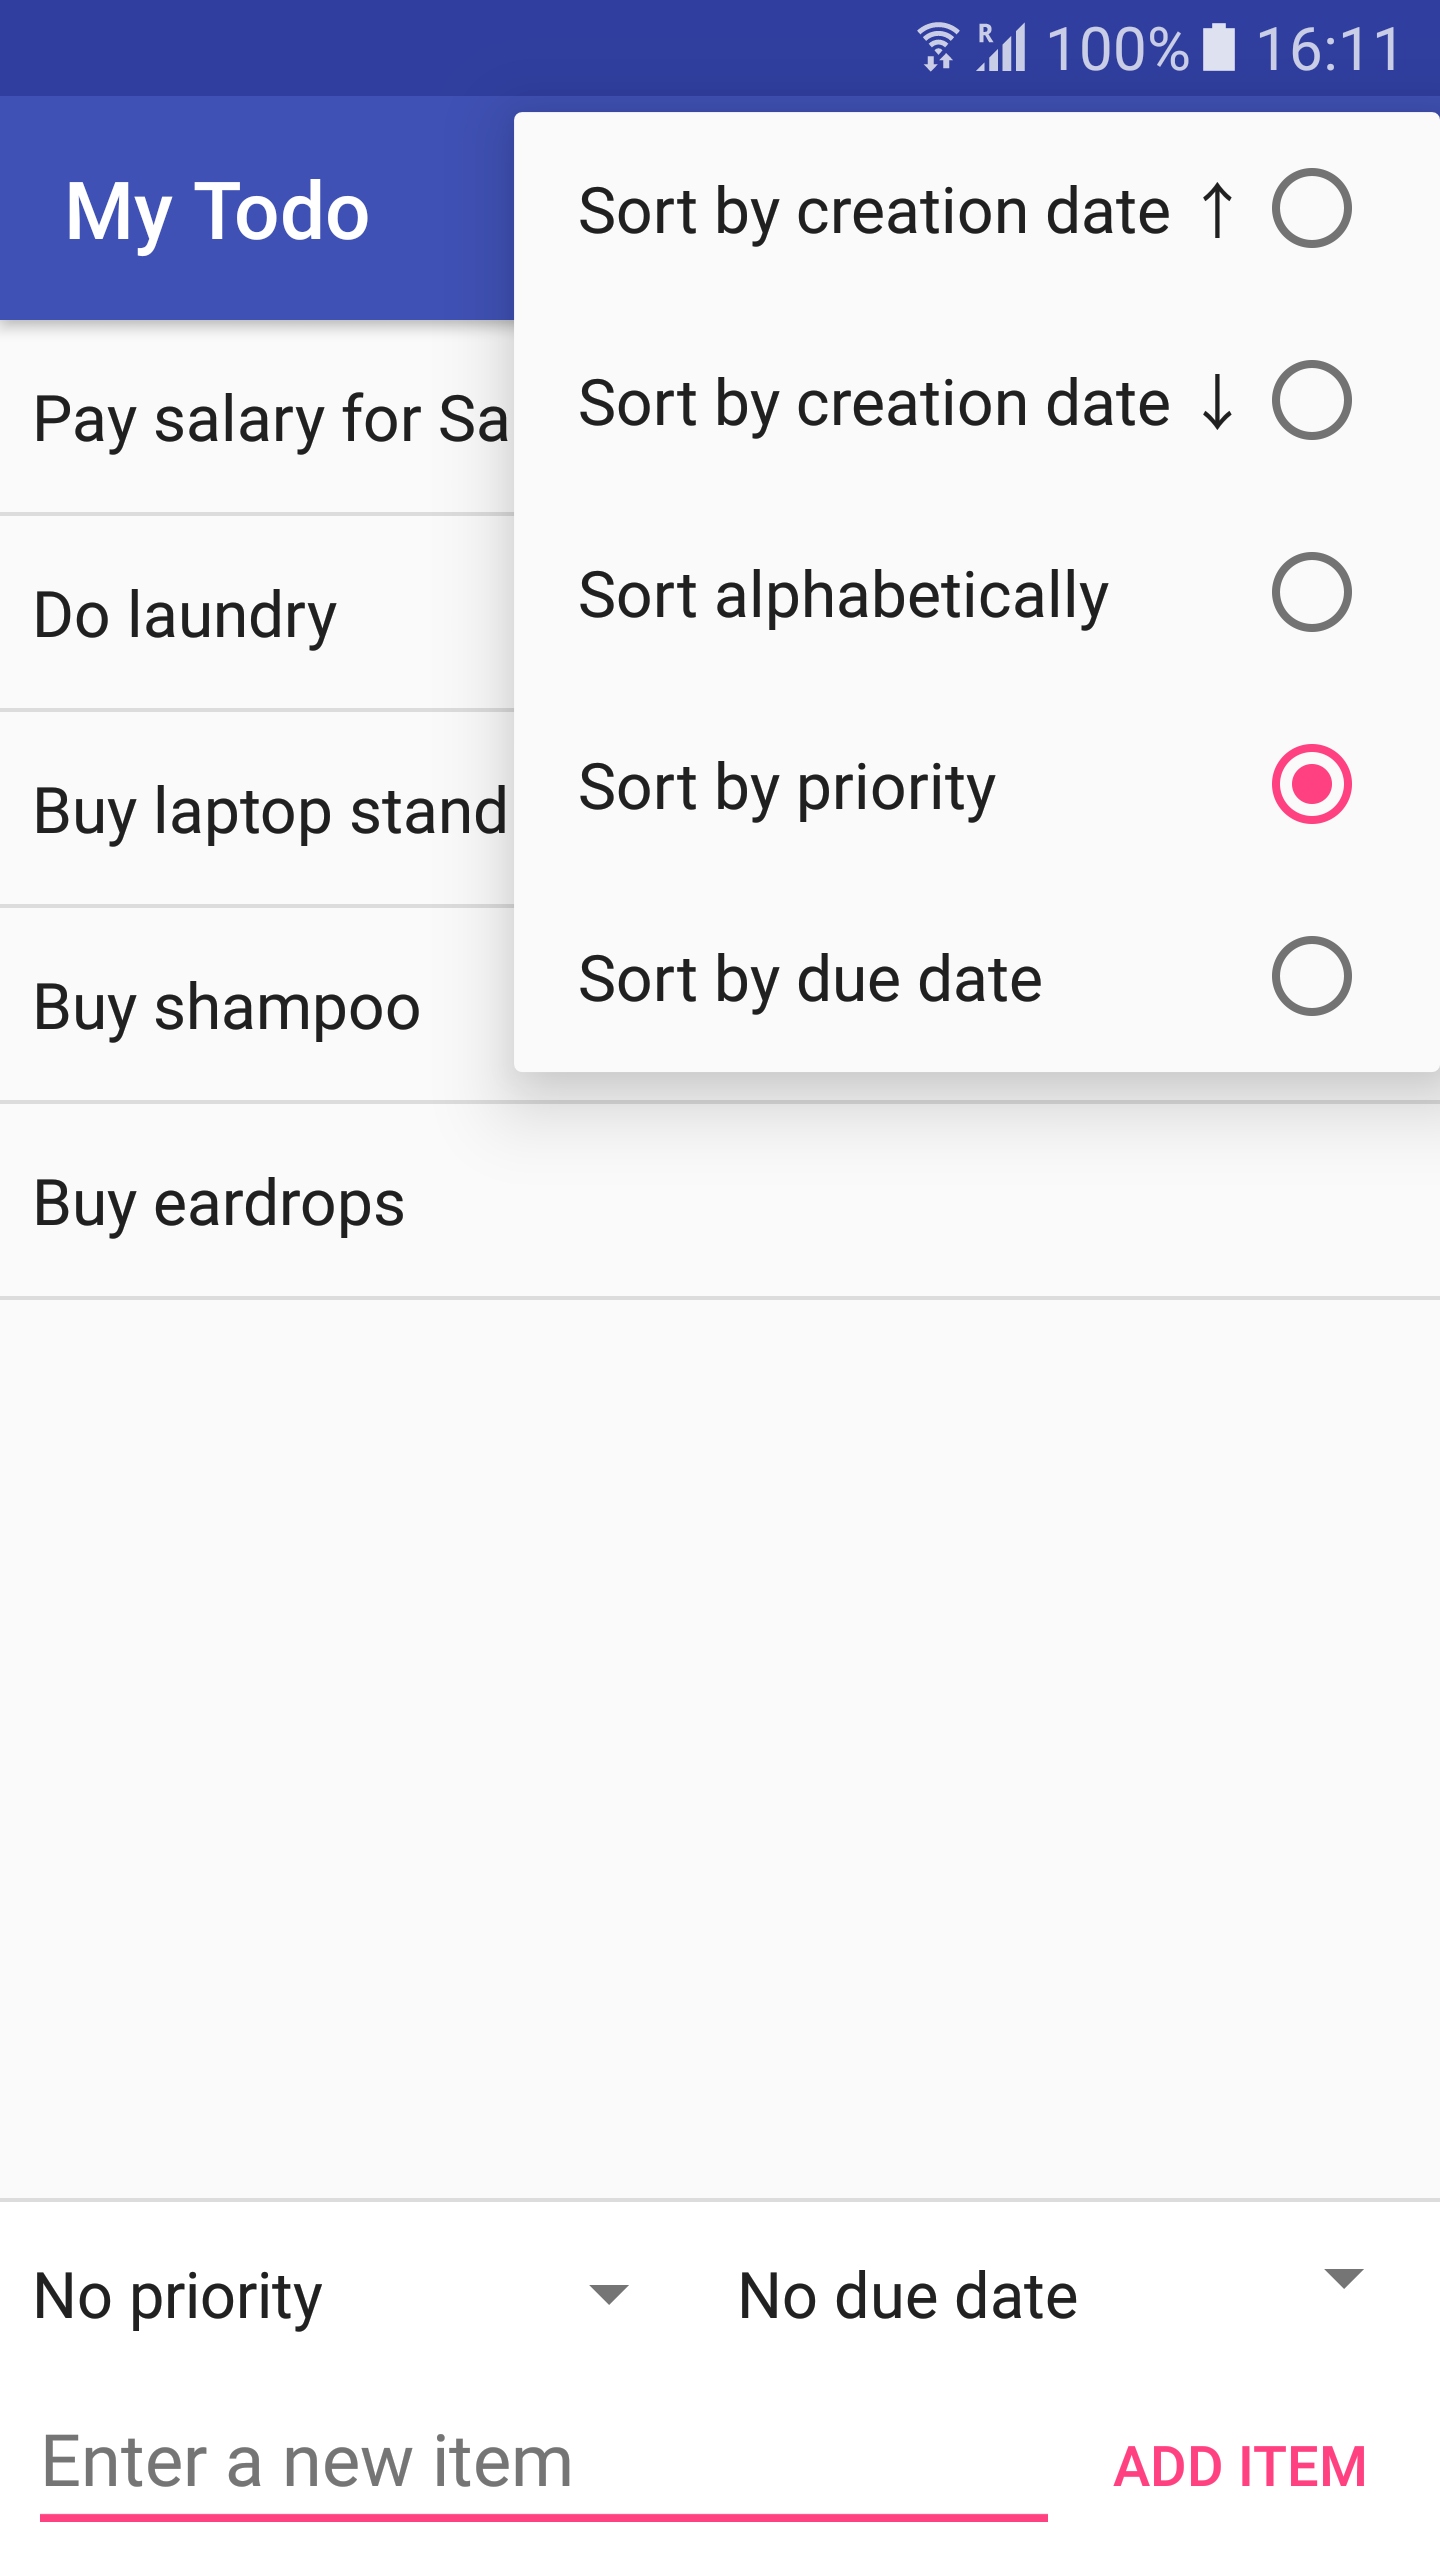 R 100% 16:11
My Todo
Sort by creation date ↑
Sort by creation date ↓
Sort alphabetically
Sort by priority
Sort by due date
Pay salary for Sa
Do laundry
Buy laptop stand
Buy shampoo
Buy eardrops
No priority
No due date
Enter a new item
ADD ITEM